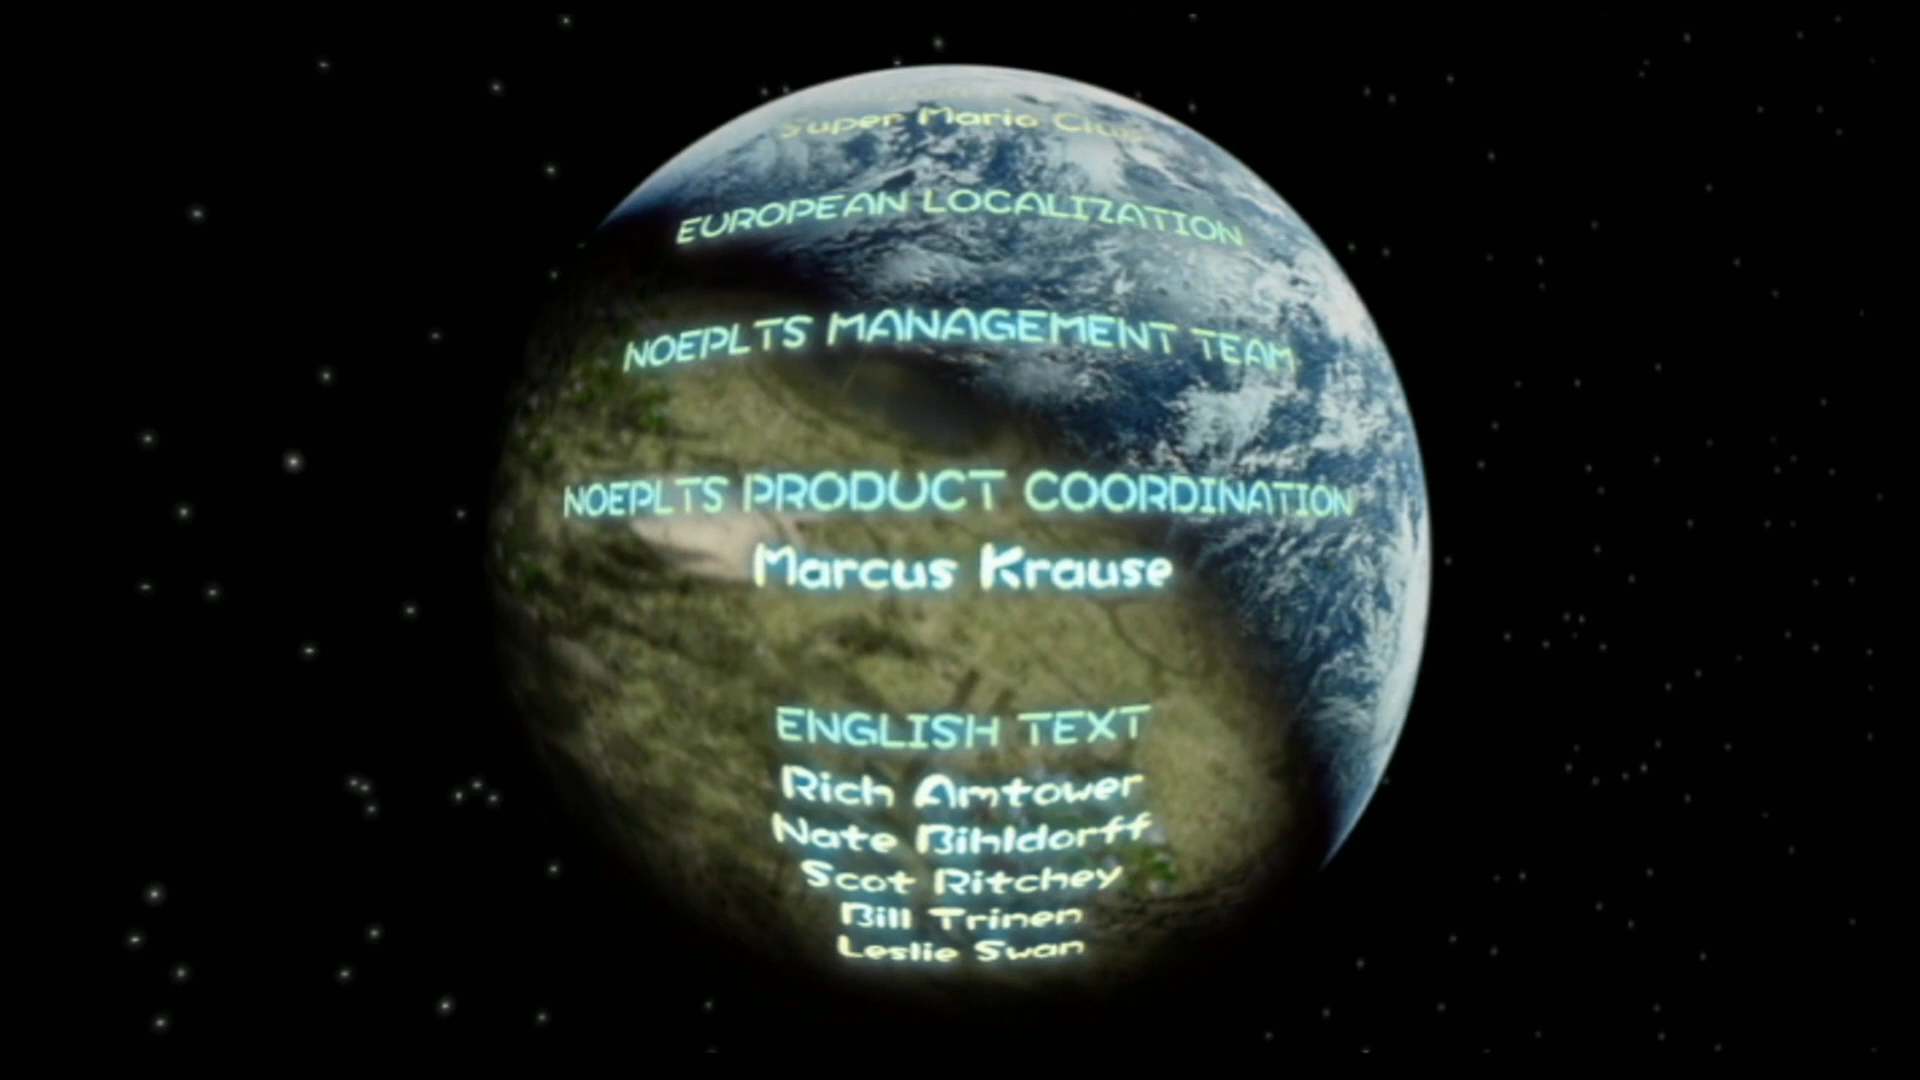 Super Mario Club
EUROPEAN LOCALIZATION
NOEPLTS MANAGEMENT TEAM
NOEPLTS PRODUCT COORDINATION
Marcus Krause
ENGLISH TEXT
Rich Amtower
Nate Bihldorff
Scot Ritchey
Bill Trinen
Leslie Swan